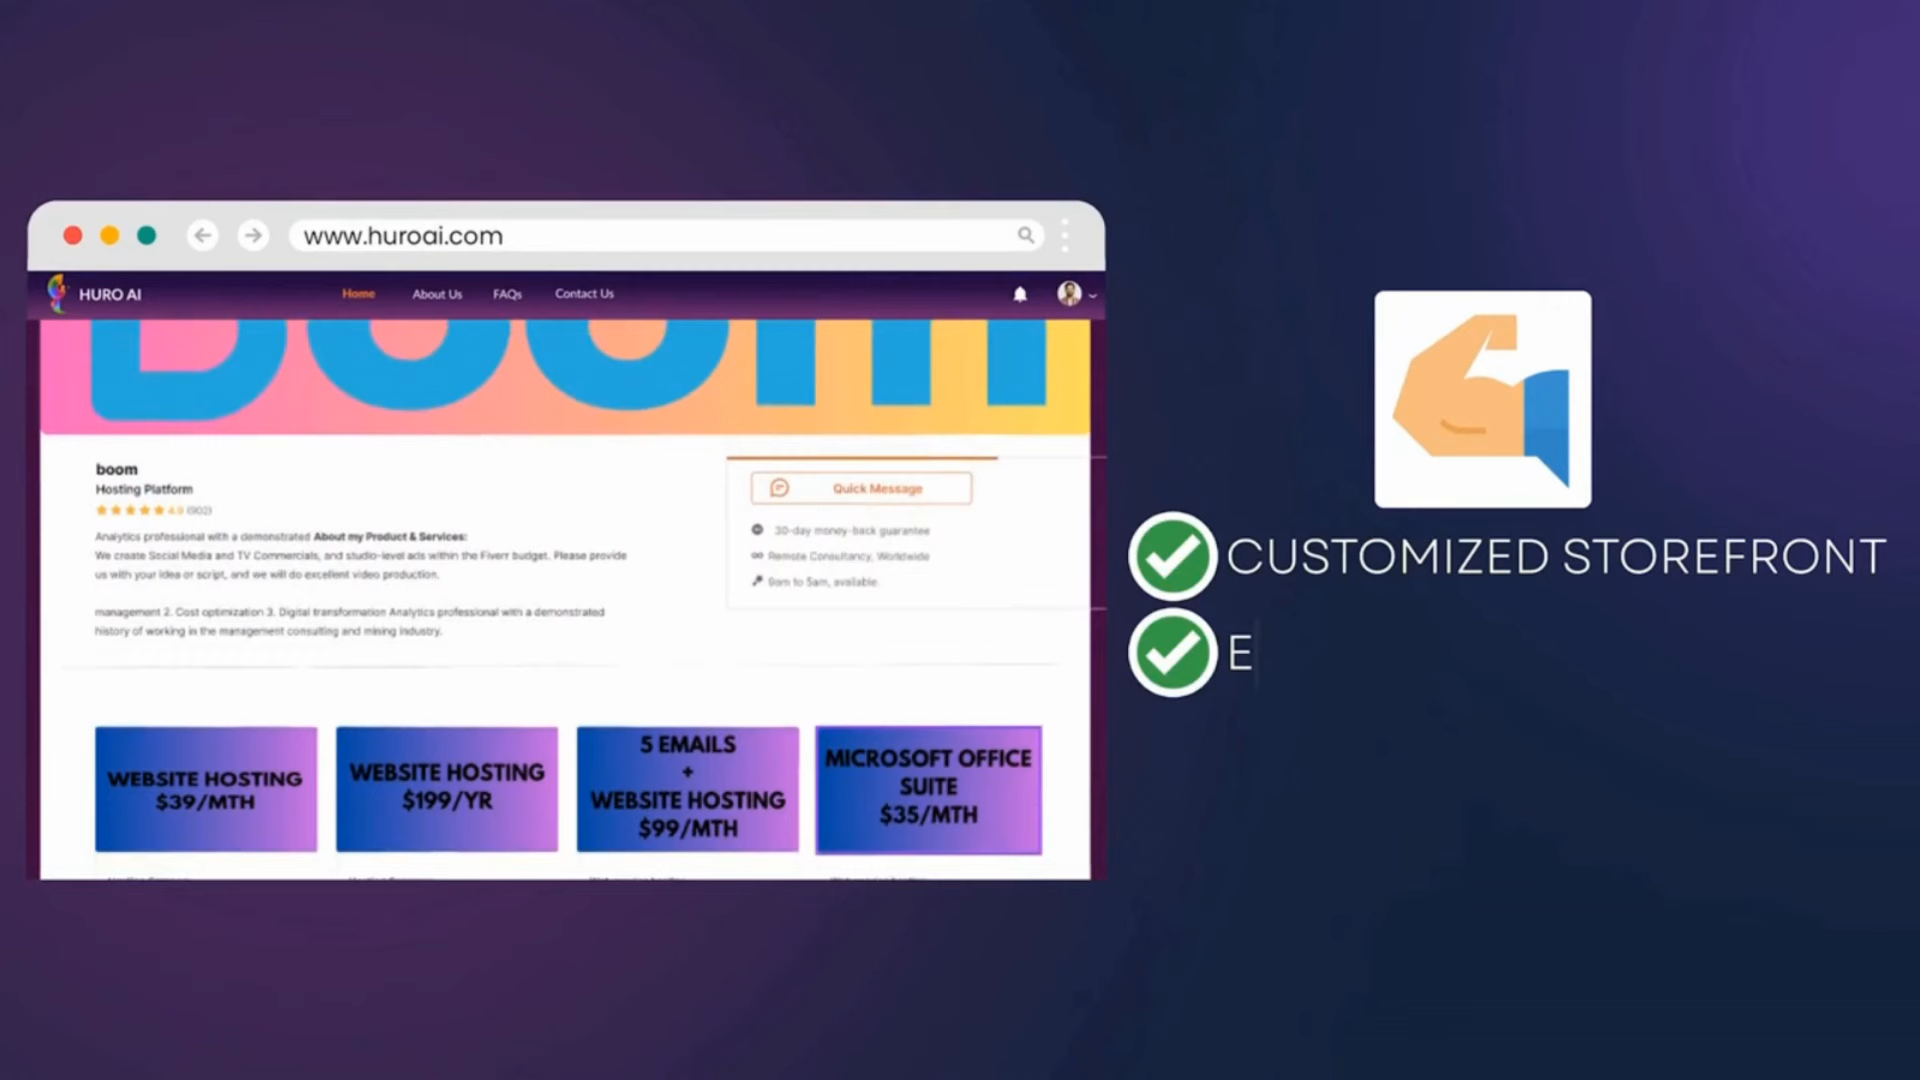 www.huroai.com
HURO AI
Home
About Us
FAQs
Contact Us
boom
boom
Hosting Platform
4.9 (902)
Analytics professional with a demonstrated About my Product & Services:
We create Social Media and TV Commercials, and studio-level ads within the Fiverr budget. Please provide
us with your idea or script, and we will do excellent video production.
management 2. Cost optimization 3. Digital transformation Analytics professional with a demonstrated
history of working in the management consulting and mining industry.
Quick Message
30-day money-back guarantee
Remote Consultancy, Worldwide
9am to 5am, available
WEBSITE HOSTING
$39/MTH
WEBSITE HOSTING
$199/YR
5 EMAILS
+
WEBSITE HOSTING
$99/MTH
MICROSOFT OFFICE
SUITE
$35/MTH
CUSTOMIZED STOREFRONT
E